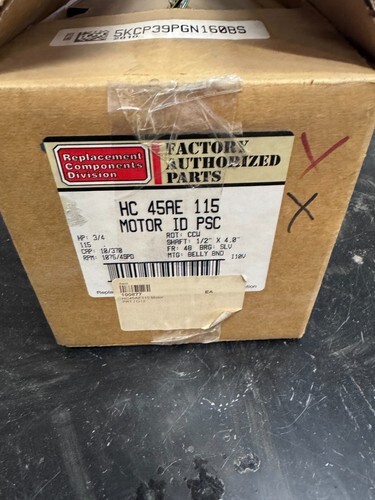 5KCP39PGN160BS
Replacement
Components
Division
FACTORY
AUTHORIZED
PARTS
HC 45AE 115
MOTOR ID PSC
HP: 3/4
115
CAP: 10/370
RPM: 1075/4SPD
ROT: CCW
SHAFT: 1/2" X 4.0"
FR: 48 BRG: SLV
MTG: BELLY BND
110V
EA